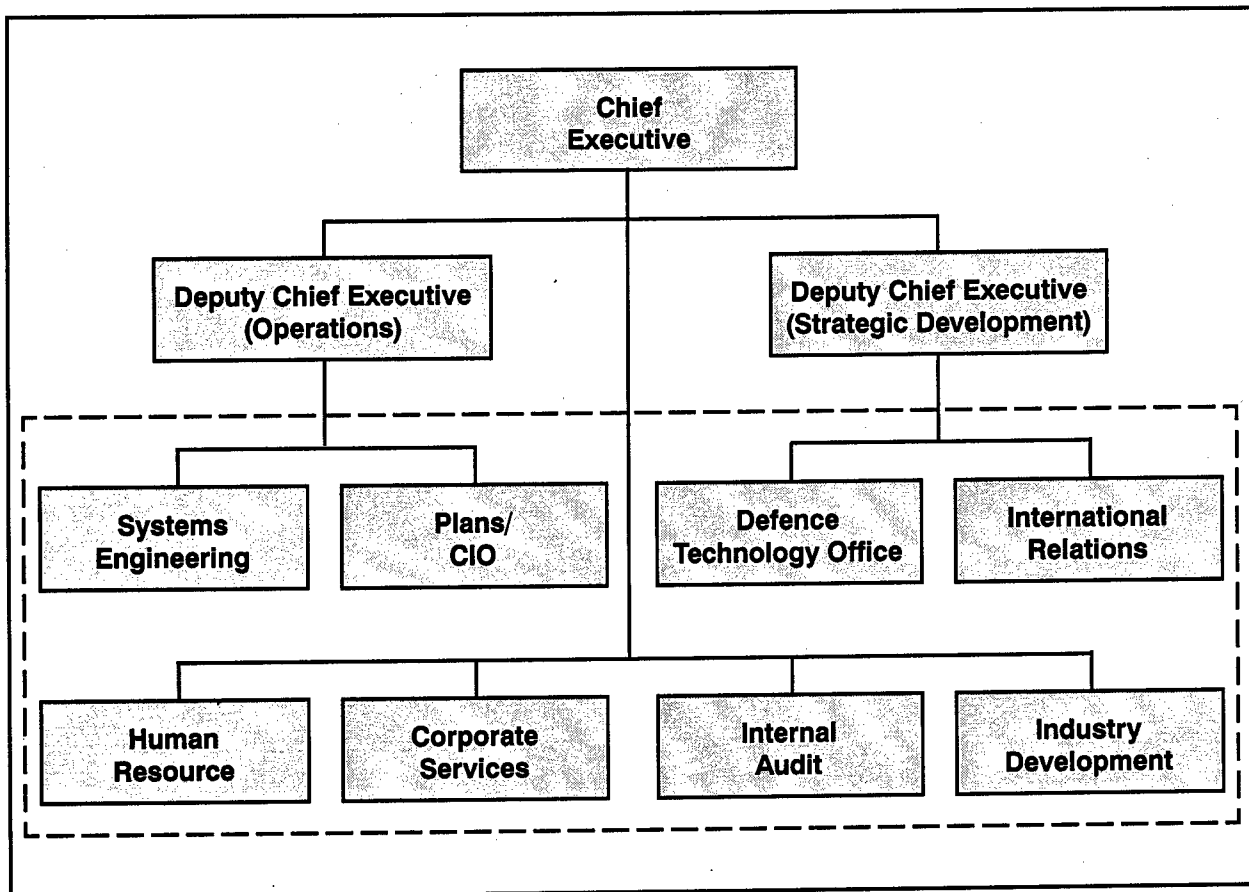 Chief
Executive
Deputy Chief Executive
(Operations)
Deputy Chief Executive
(Strategic Development)
Systems
Engineering
Plans/
CIO
Defence
Technology Office
International
Relations
Human
Resource
Corporate
Services
Internal
Audit
Industry
Development